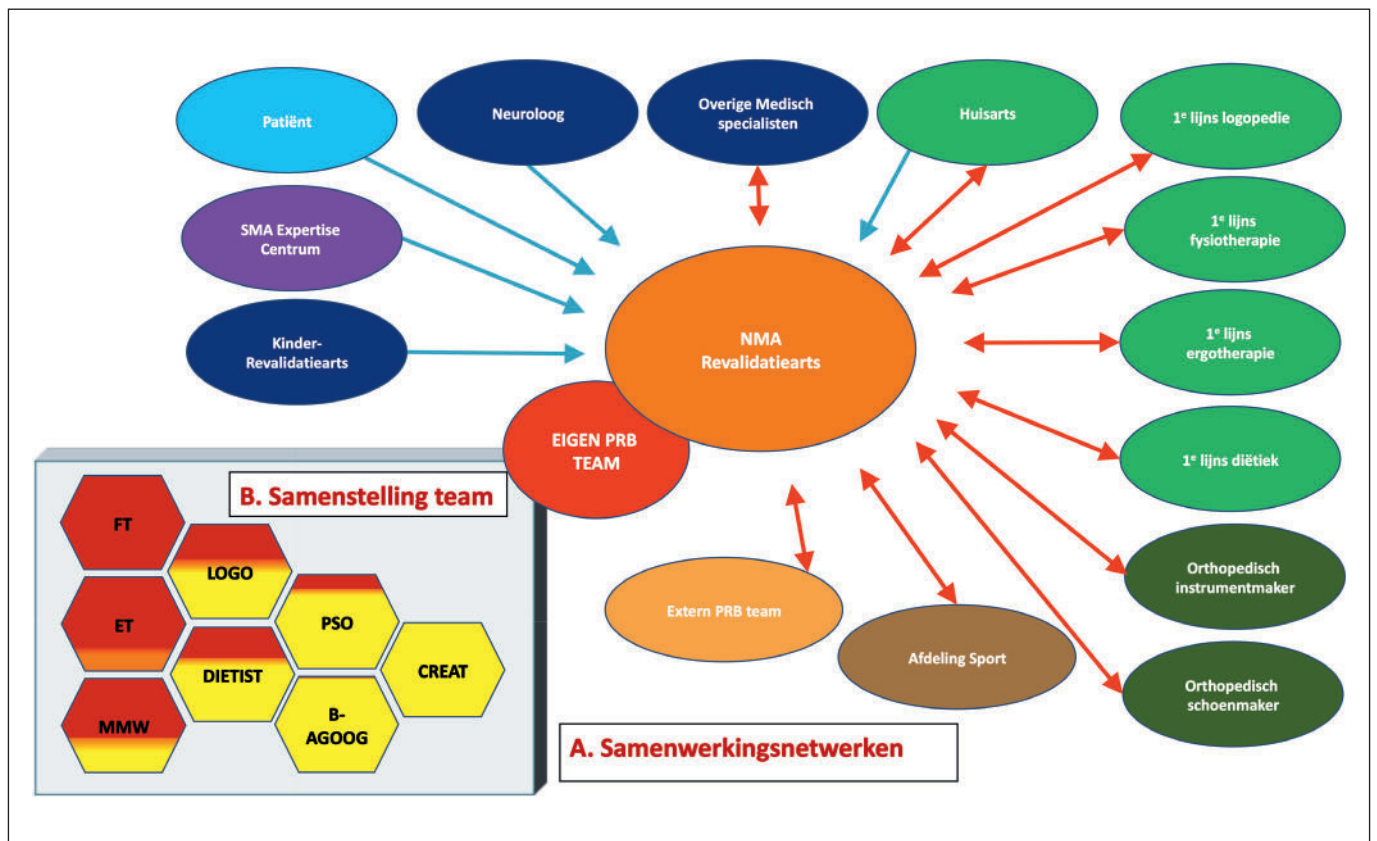 Patiënt
Neuroloog
Overige Medisch
specialisten
Huisarts
1e lijns logopedie
SMA Expertise
Centrum
1e lijns
fysiotherapie
Kinder-
Revalidatiearts
NMA
Revalidatiearts
1e lijns
ergotherapie
EIGEN PRB
TEAM
1e lijns diëtiek
B. Samenstelling team
FT
LOGO
ET
PSO
DIETIST
CREAT
MMW
B-
AGOOG
Extern PRB team
Afdeling Sport
Orthopedisch
instrumentmaker
Orthopedisch
schoenmaker
A. Samenwerkingsnetwerken